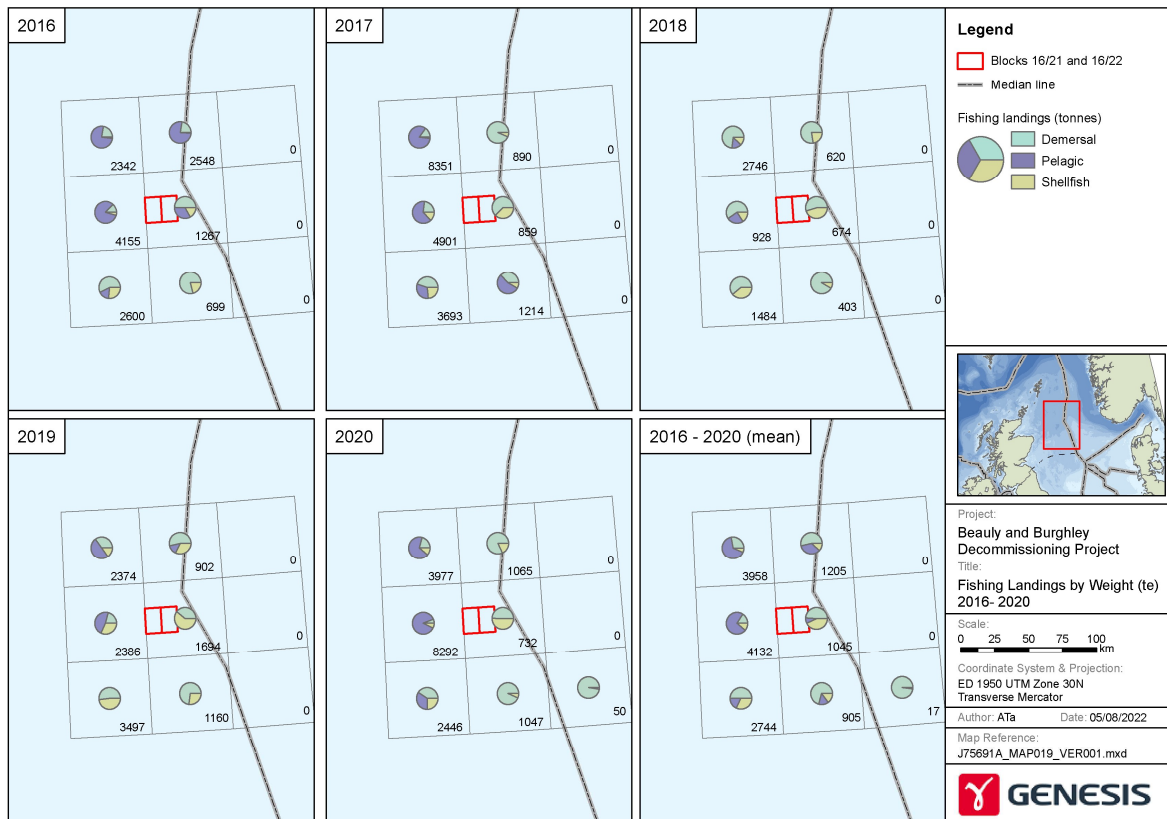 2016
2342
2548
0
4155
1267
0
2600
699
0
2017
8351
890
0
4901
859
0
3693
1214
0
2018
2746
620
0
928
674
0
1484
403
0
2019
2374
902
0
2386
1694
0
3497
1160
0
2020
3977
1065
0
8292
732
0
2446
1047
50
2016 - 2020 (mean)
3958
1205
0
4132
1045
0
2744
905
17
Legend
Blocks 16/21 and 16/22
Median line
Fishing landings (tonnes)
Demersal
Pelagic
Shellfish
Project:
Beauly and Burghley
Decommissioning Project
Title:
Fishing Landings by Weight (te)
2016- 2020
Scale:
0 25 50 75 100
km
Coordinate System & Projection:
ED 1950 UTM Zone 30N
Transverse Mercator
Author: ATa Date: 05/08/2022
Map Reference:
J75691A_MAP019_VER001.mxd
GENESIS